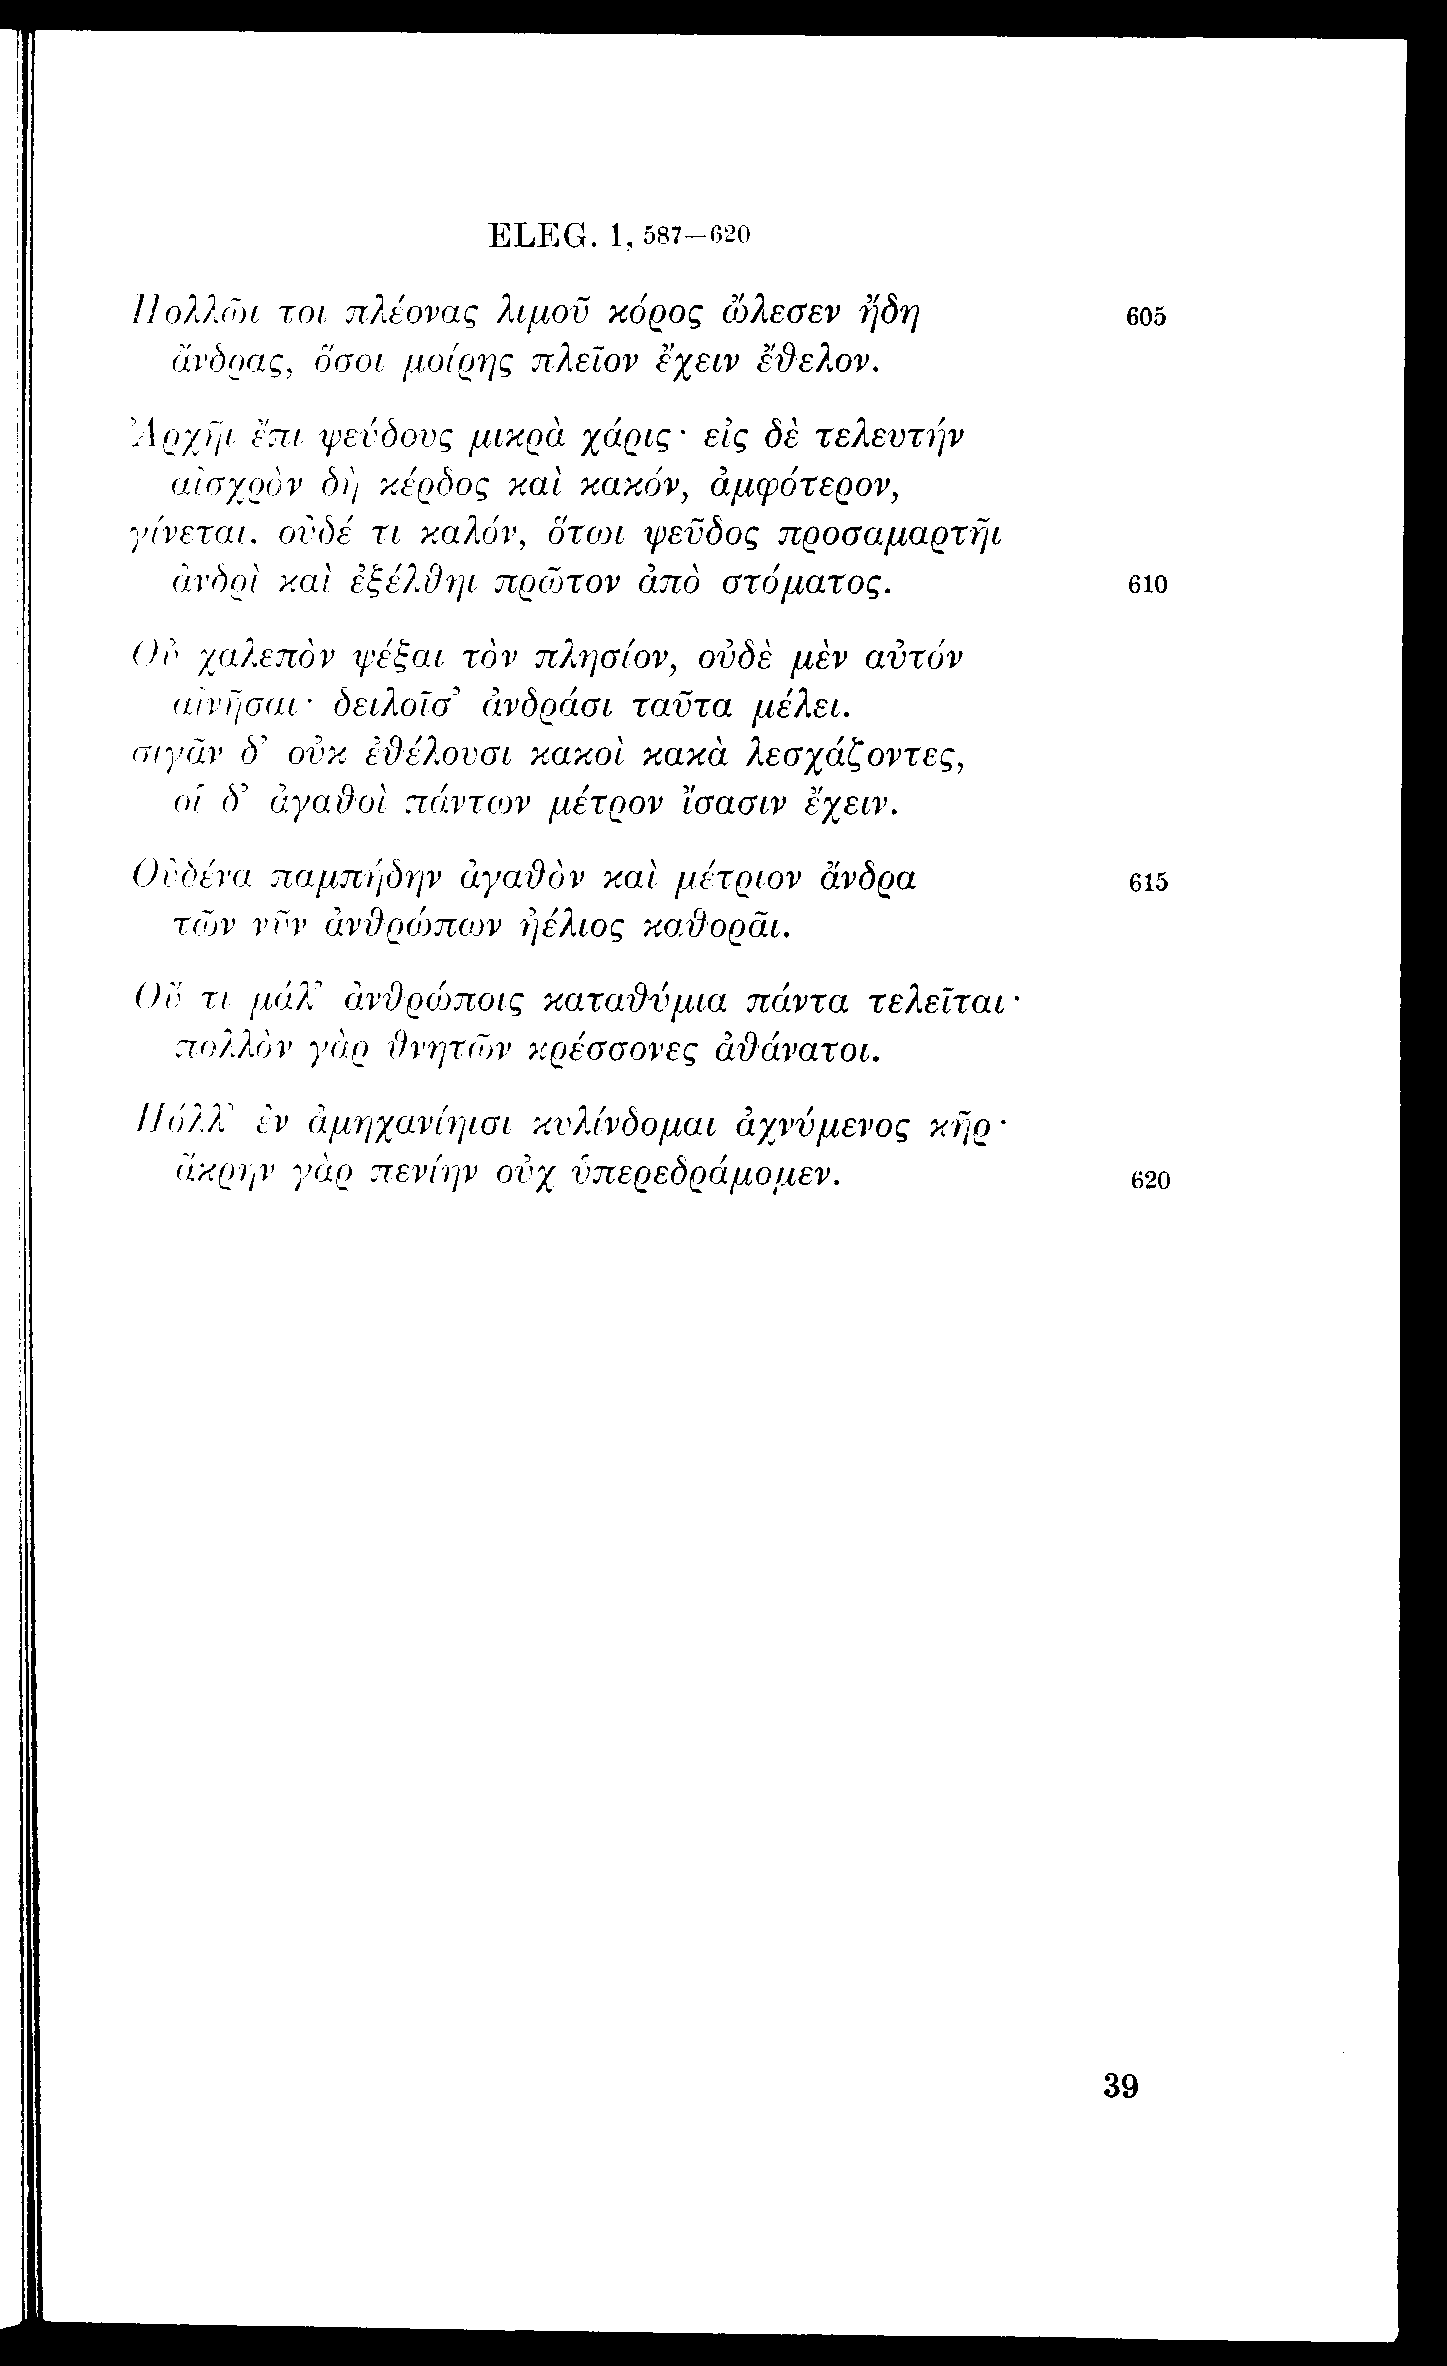 ELEG. 1, 587—620
Πολλῶι τοι πλέονας λιμοῦ κόρος ὤλεσεν ἤδη 605
ἄνδρας, ὅσοι μοίρης πλεῖον ἔχειν ἔθελον.
Ἀρχῆι ἔπι ψεύδους μικρὰ χάρις· εἰς δὲ τελευτήν
αἰσχρὸν δὴ κέρδος καὶ κακόν, ἀμφότερον,
γίνεται. οὐδέ τι καλόν, ὅτωι ψεῦδος προσαμαρτῆι
ἀνδρὶ καὶ ἐξέλθηι πρῶτον ἀπὸ στόματος. 610
Οὐ χαλεπὸν ψέξαι τὸν πλησίον, οὐδὲ μὲν αὐτόν
αἰνῆσαι· δειλοῖσ’ ἀνδράσι ταῦτα μέλει.
σιγᾶν δ’ οὐκ ἐθέλουσι κακοὶ κακὰ λεσχάζοντες,
οἱ δ’ ἀγαθοὶ πάντων μέτρον ἴσασιν ἔχειν.
Οὐδένα παμπήδην ἀγαθὸν καὶ μέτριον ἄνδρα 615
τῶν νῦν ἀνθρώπων ἠέλιος καθορᾶι.
Οὔ τι μάλ’ ἀνθρώποις καταθύμια πάντα τελεῖται·
πολλὸν γὰρ θνητῶν κρέσσονες ἀθάνατοι.
Πόλλ’ ἐν ἀμηχανίηισι κυλίνδομαι ἀχνύμενος κῆρ·
ἄκρην γὰρ πενίην οὐχ ὑπερεδράμομεν. 620
39